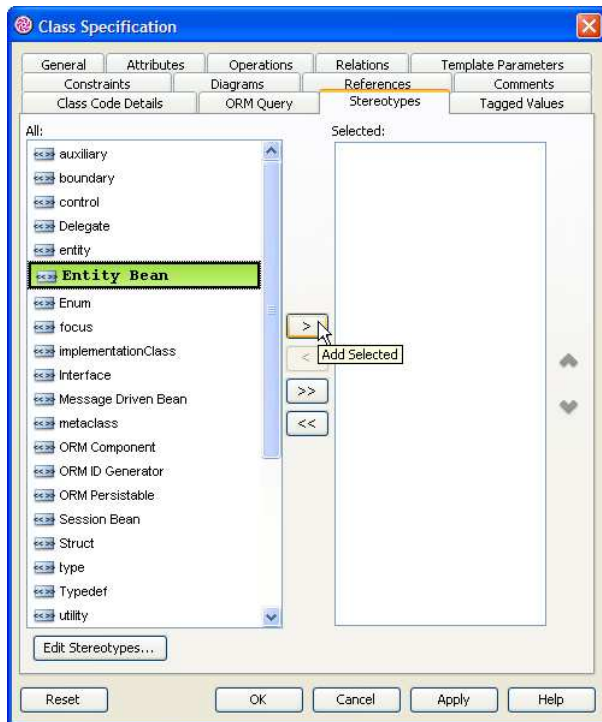 Class Specification
General Attributes Operations Relations Template Parameters
Constraints Diagrams References Comments
Class Code Details ORM Query Stereotypes Tagged Values
All:
Selected:
auxiliary
boundary
control
Delegate
entity
Entity Bean
Enum
focus
implementationClass
Interface
Message Driven Bean
metaclass
ORM Component
ORM ID Generator
ORM Persistable
Session Bean
Struct
type
Typedef
utility
>
<
Add Selected
>>
<<
Edit Stereotypes...
Reset OK Cancel Apply Help